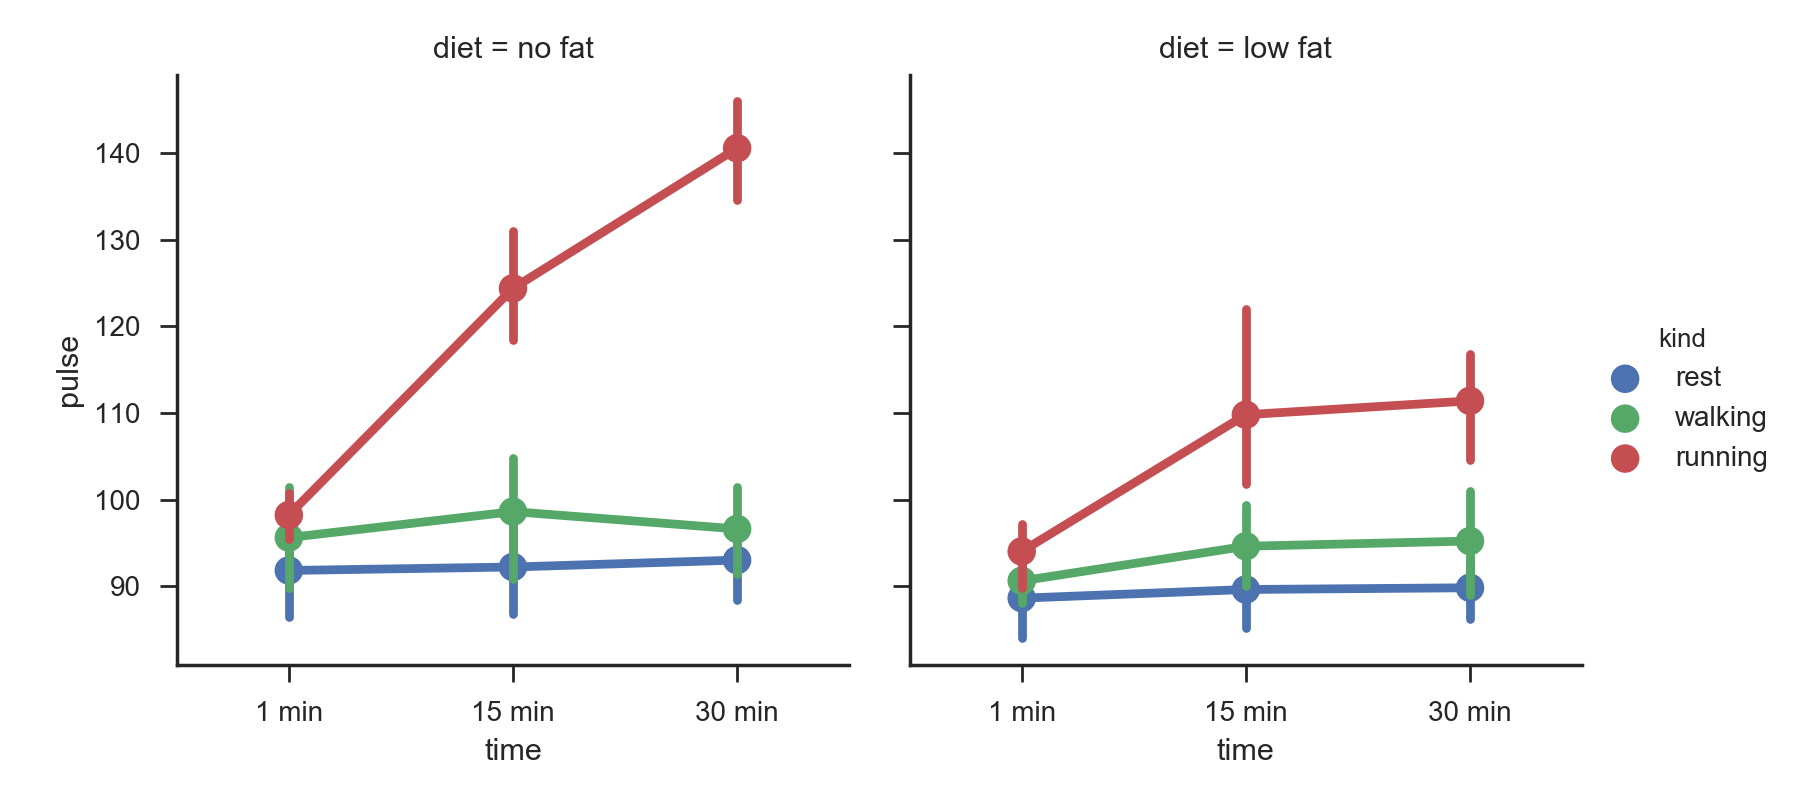 diet = no fat
diet = low fat
140
130
120
110
100
90
pulse
1 min
15 min
30 min
time
1 min
15 min
30 min
time
kind
rest
walking
running